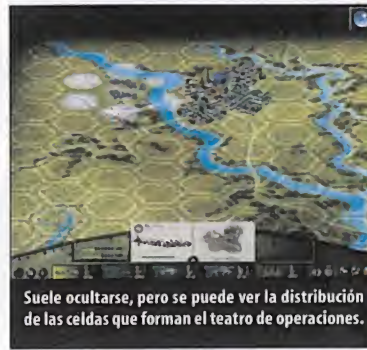 Suele ocultarse, pero se puede ver la distribución
de las celdas que forman el teatro de operaciones.